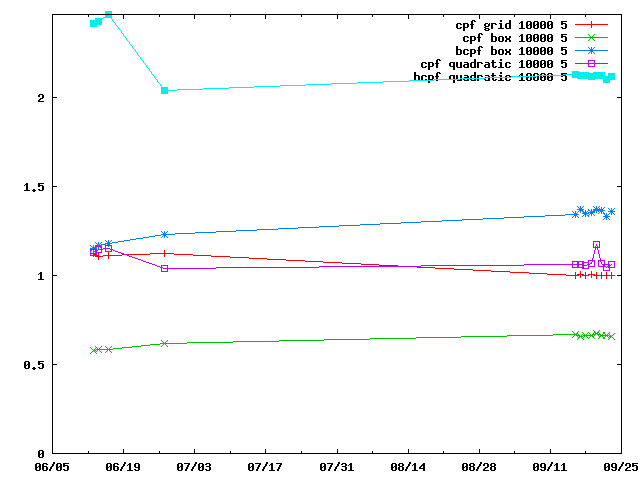 cpf grid 10000 5
cpf box 10000 5
bcpf box 10000 5
cpf quadratic 10000 5
bcpf quadratic 10000 5
2
1.5
1
0.5
0
06/05 06/19 07/03 07/17 07/31 08/14 08/28 09/11 09/25